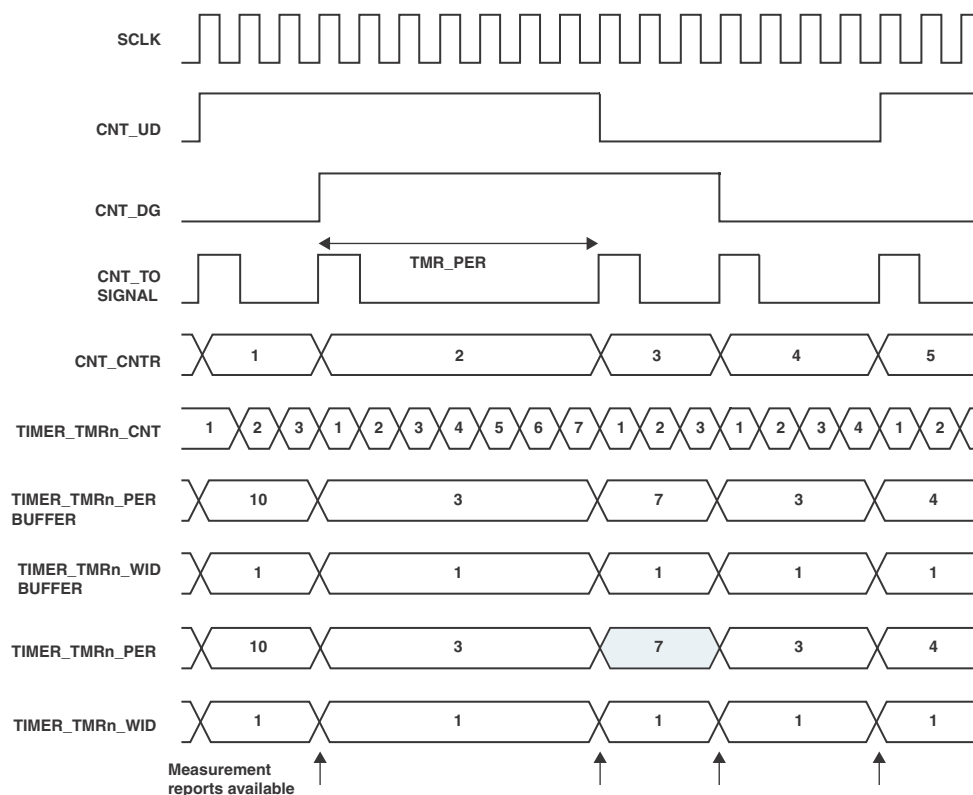 SCLK
CNT_UD
CNT_DG
TMR_PER
CNT_TO
SIGNAL
CNT_CNTR 1 2 3 4 5
TIMER_TMRn_CNT 1 2 3 1 2 3 4 5 6 7 1 2 3 1 2 3 4 1 2
TIMER_TMRn_PER
BUFFER
10 3 7 3 4
TIMER_TMRn_WID
BUFFER
1 1 1 1 1
TIMER_TMRn_PER 10 3 7 3 4
TIMER_TMRn_WID 1 1 1 1 1
Measurement
reports available